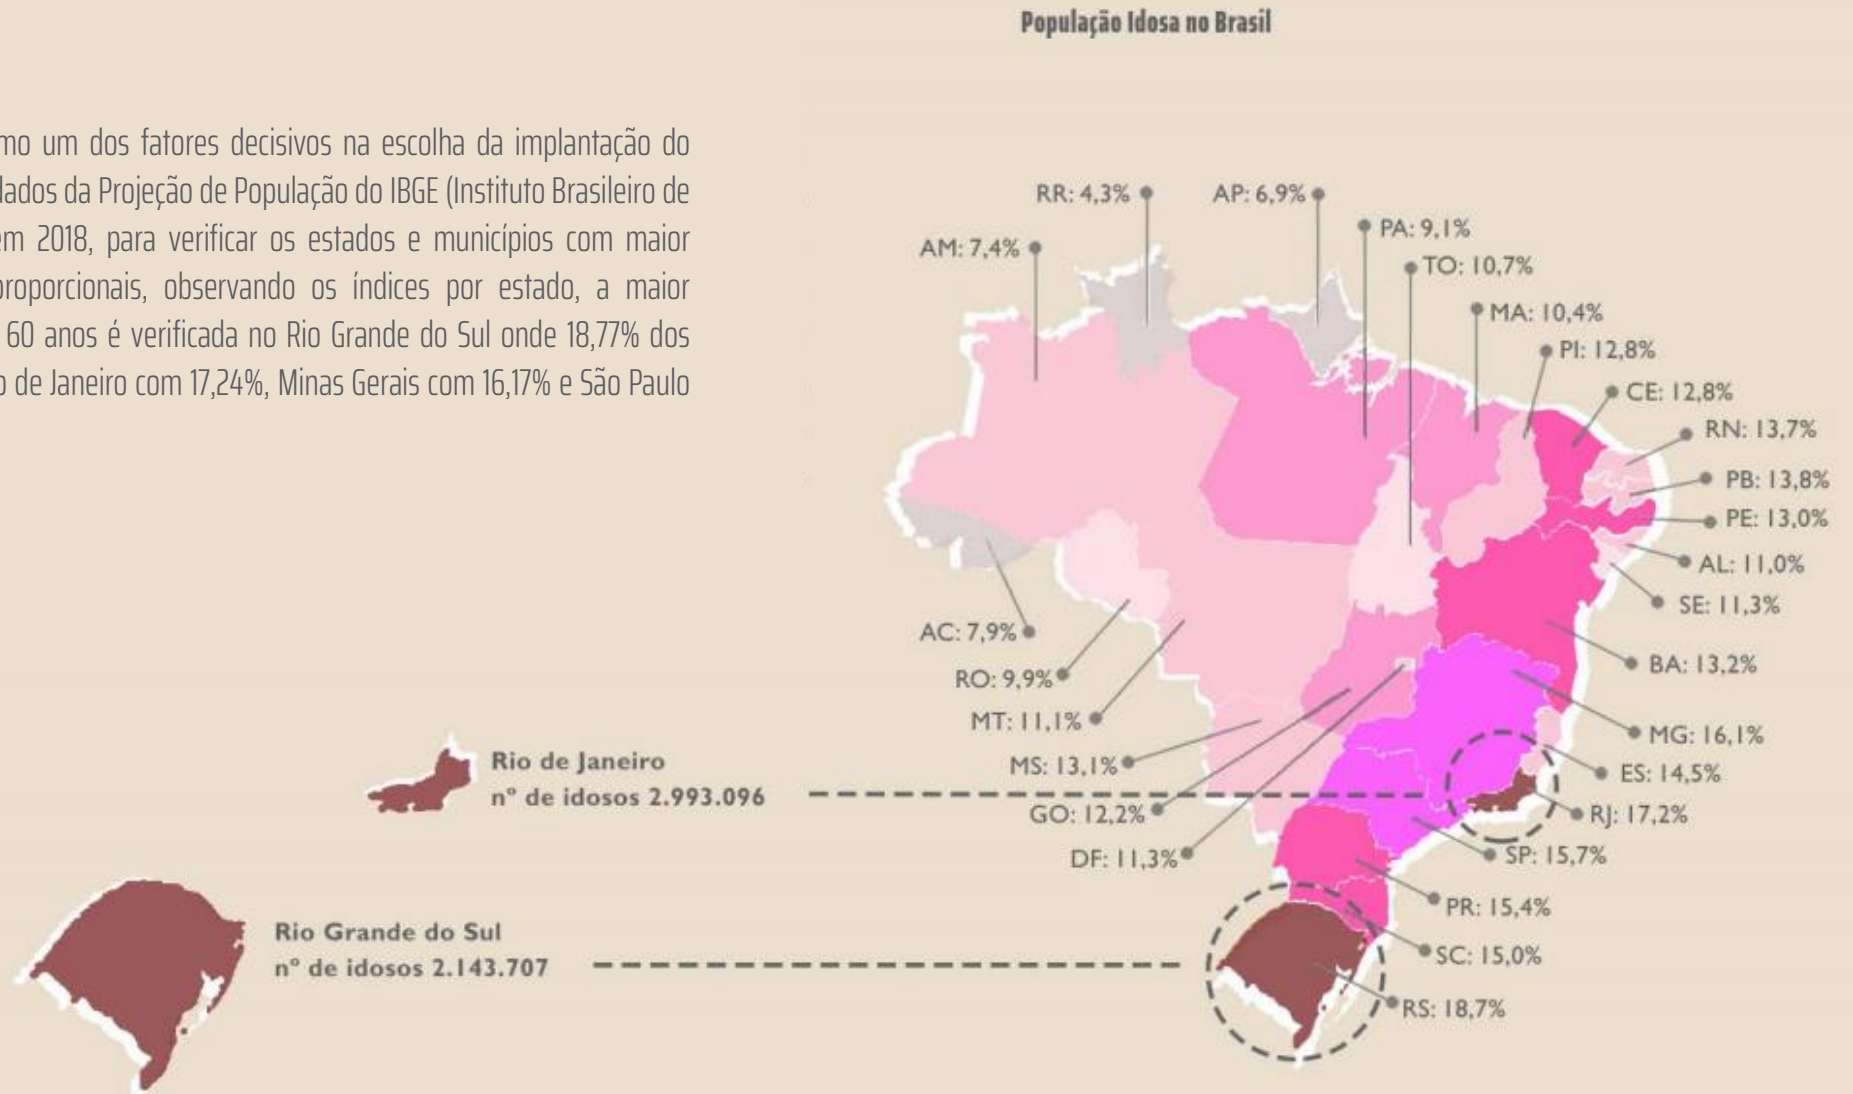 População Idosa no Brasil
um dos fatores decisivos na escolha da implantação do
dados da Projeção de População do IBGE (Instituto Brasileiro de
em 2018, para verificar os estados e municípios com maior
proporcionais, observando os índices por estado, a maior
60 anos é verificada no Rio Grande do Sul onde 18,77% dos
de Janeiro com 17,24%, Minas Gerais com 16,17% e São Paulo
RR: 4,3%
AP: 6,9%
PA: 9,1%
AM: 7,4%
TO: 10,7%
MA: 10,4%
PI: 12,8%
CE: 12,8%
RN: 13,7%
PB: 13,8%
PE: 13,0%
AL: 11,0%
SE: 11,3%
AC: 7,9%
RO: 9,9%
BA: 13,2%
MT: 11,1%
MG: 16,1%
MS: 13,1%
ES: 14,5%
GO: 12,2%
RJ: 17,2%
DF: 11,3%
SP: 15,7%
PR: 15,4%
SC: 15,0%
RS: 18,7%
Rio de Janeiro
nº de idosos 2.993.096
Rio Grande do Sul
nº de idosos 2.143.707